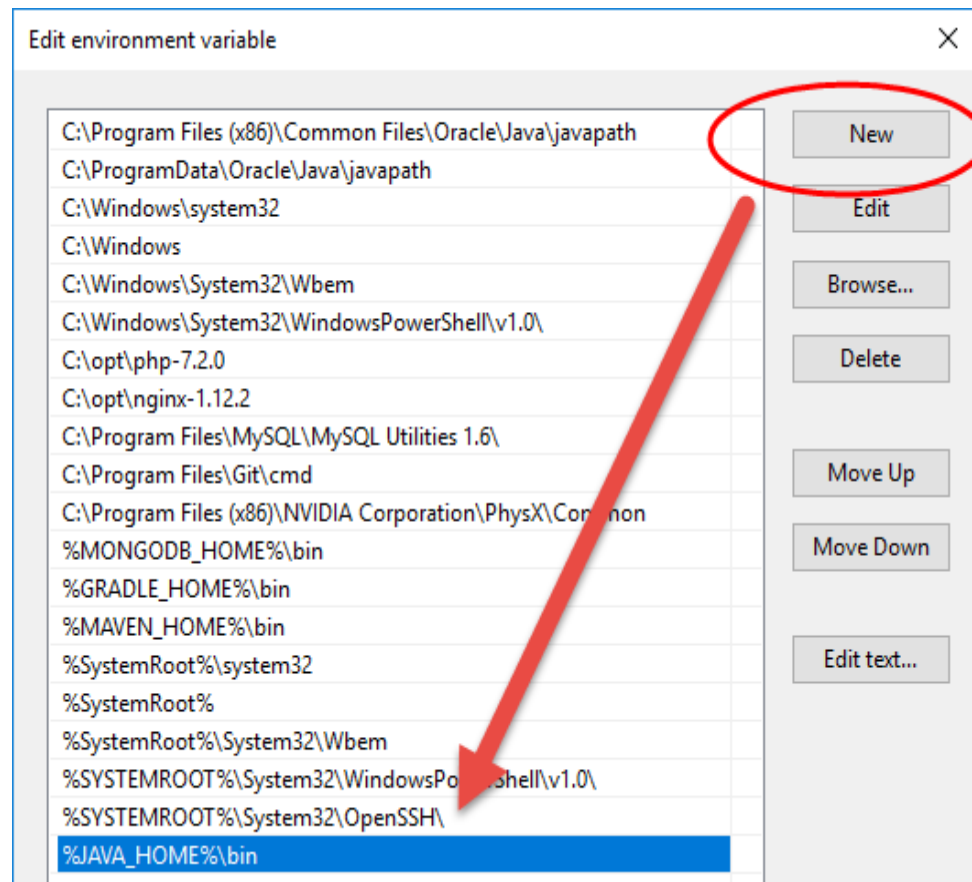 Edit environment variable
C:\Program Files (x86)\Common Files\Oracle\Java\javapath
C:\ProgramData\Oracle\Java\javapath
C:\Windows\system32
C:\Windows
C:\Windows\System32\Wbem
C:\Windows\System32\WindowsPowerShell\v1.0\
C:\opt\php-7.2.0
C:\opt\nginx-1.12.2
C:\Program Files\MySQL\MySQL Utilities 1.6\
C:\Program Files\Git\cmd
C:\Program Files (x86)\NVIDIA Corporation\PhysX\Common
%MONGODB_HOME%\bin
%GRADLE_HOME%\bin
%MAVEN_HOME%\bin
%SystemRoot%\system32
%SystemRoot%
%SystemRoot%\System32\Wbem
%SYSTEMROOT%\System32\WindowsPowerShell\v1.0\
%SYSTEMROOT%\System32\OpenSSH\
%JAVA_HOME%\bin
New
Edit
Browse...
Delete
Move Up
Move Down
Edit text...